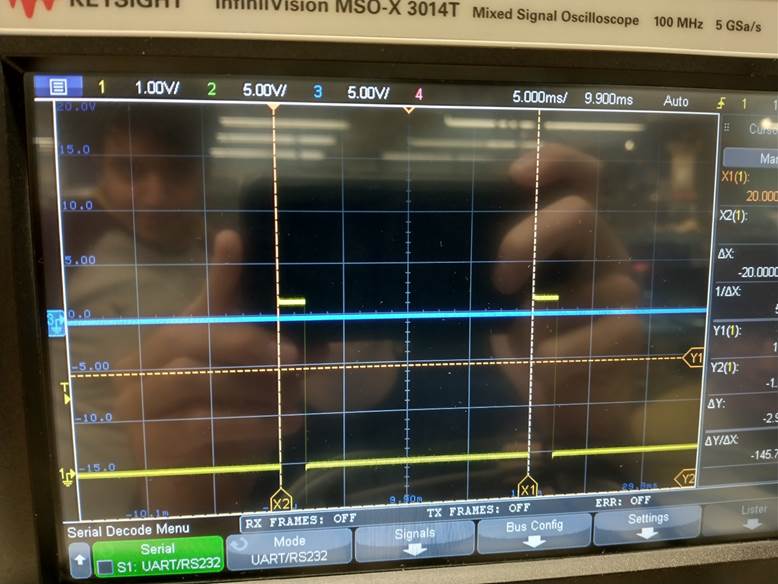 KEYSIGHT InfiniiVision MSO-X 3014T Mixed Signal Oscilloscope 100 MHz 5 GSa/s
1 1.00V/ 2 5.00V/ 3 5.00V/ 4 5.000ms/ 9.900ms Auto 1
20.0V
15.0
10.0
5.00
0.0
-5.00
-10.0
-15.0
-10.1m 9.90m 29.9ms
3
T
1
Y1
Y2
X2
X1
Mar
X1(1):
20.000
X2(1):
ΔX:
-20.0000
1/ΔX:
5
Y1(1):
1
Y2(1):
-1.
ΔY:
-2.9
ΔY/ΔX:
-145.7
RX FRAMES: OFF TX FRAMES: OFF ERR: OFF
Serial Decode Menu
Serial
S1: UART/RS232
Mode
UART/RS232
Signals
Bus Config
Settings
Lister